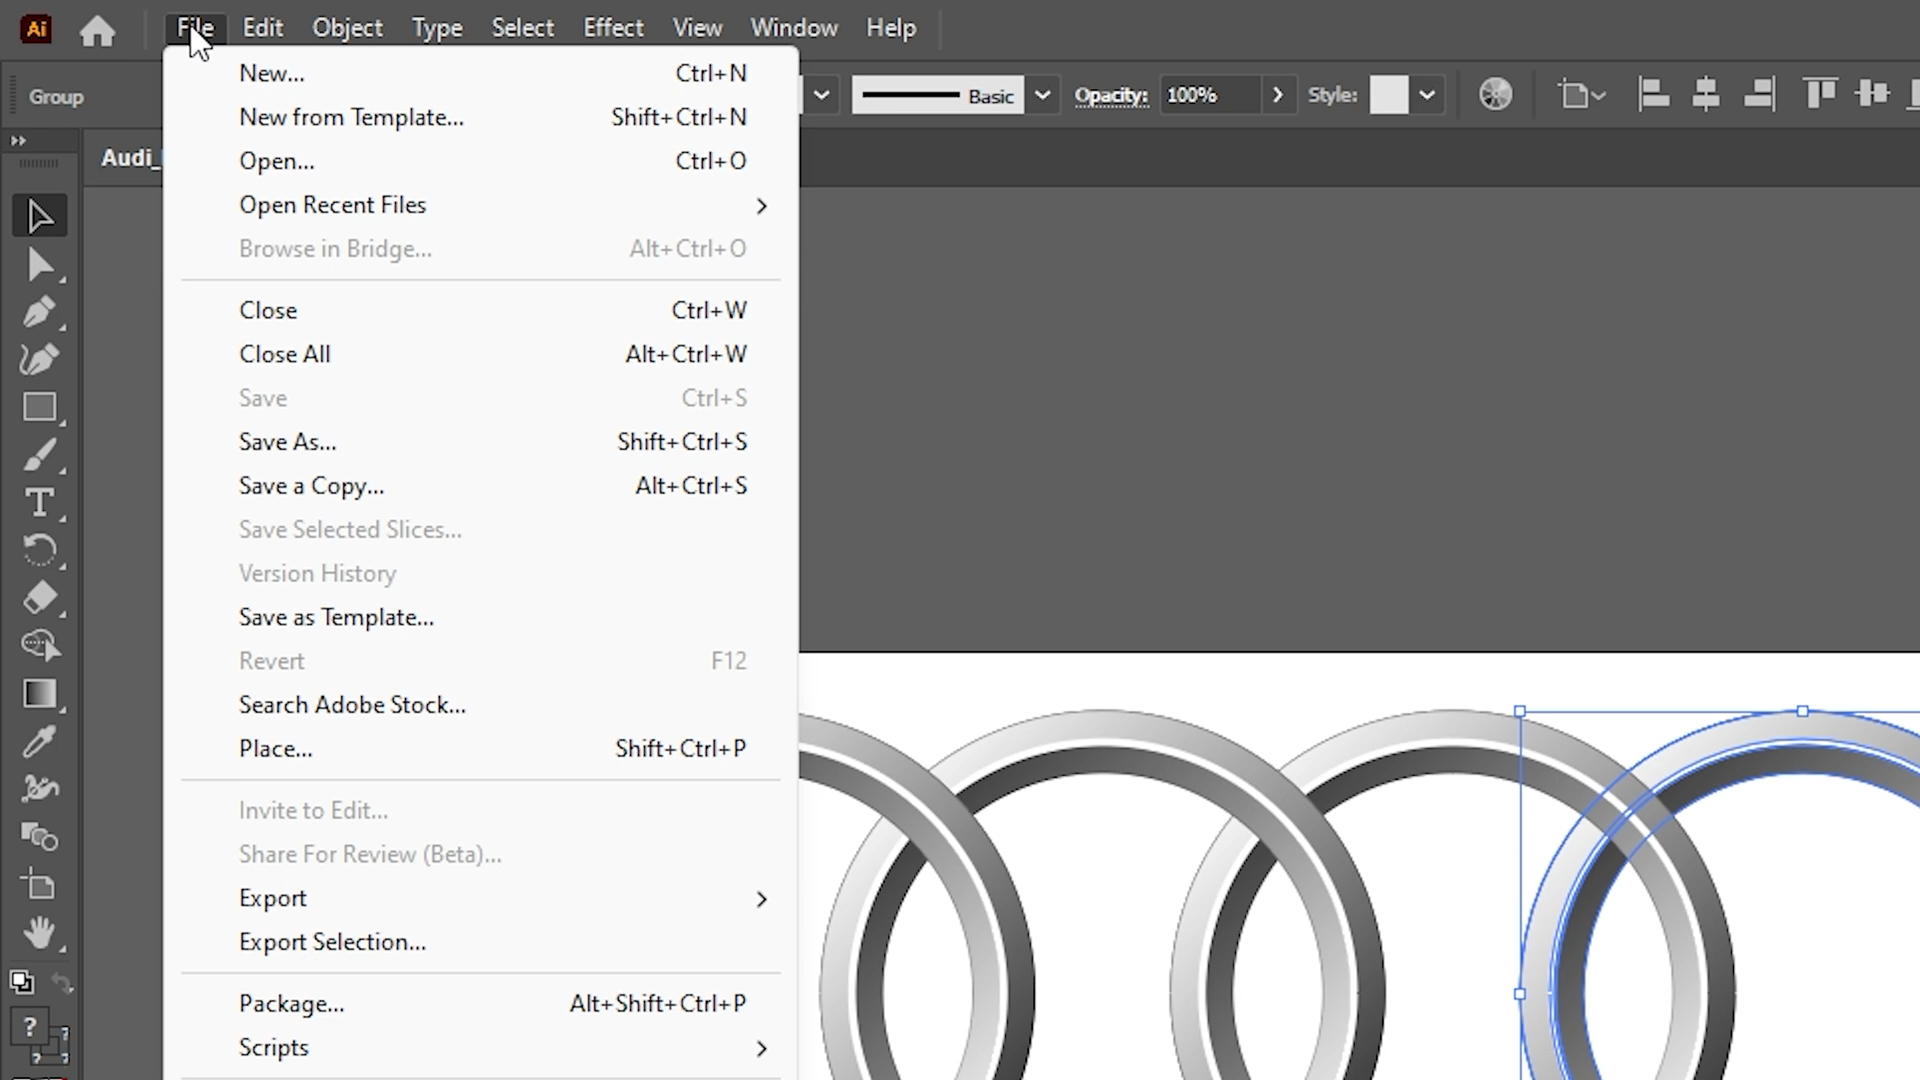 Ai File Edit Object Type Select Effect View Window Help
Group
Basic Opacity: 100% Style:
Audi_
New... Ctrl+N
New from Template... Shift+Ctrl+N
Open... Ctrl+O
Open Recent Files
Browse in Bridge... Alt+Ctrl+O
Close Ctrl+W
Close All Alt+Ctrl+W
Save Ctrl+S
Save As... Shift+Ctrl+S
Save a Copy... Alt+Ctrl+S
Save Selected Slices...
Version History
Save as Template...
Revert F12
Search Adobe Stock...
Place... Shift+Ctrl+P
Invite to Edit...
Share For Review (Beta)...
Export
Export Selection...
Package... Alt+Shift+Ctrl+P
Scripts